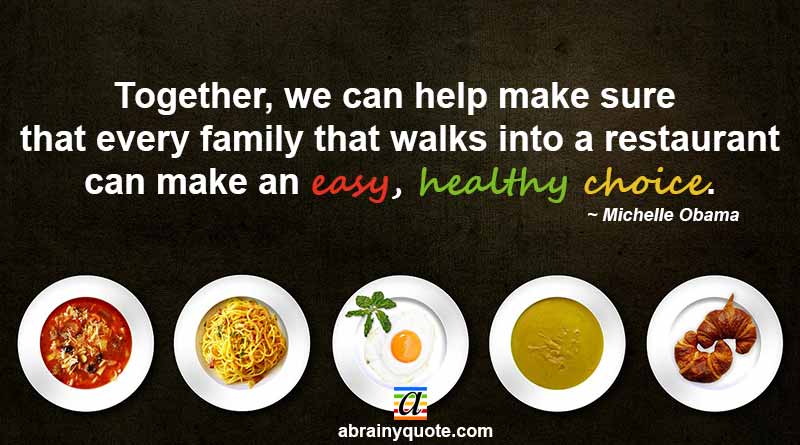 Together, we can help make sure
that every family that walks into a restaurant
can make an easy, healthy choice.
~ Michelle Obama
a
abrainyquote.com